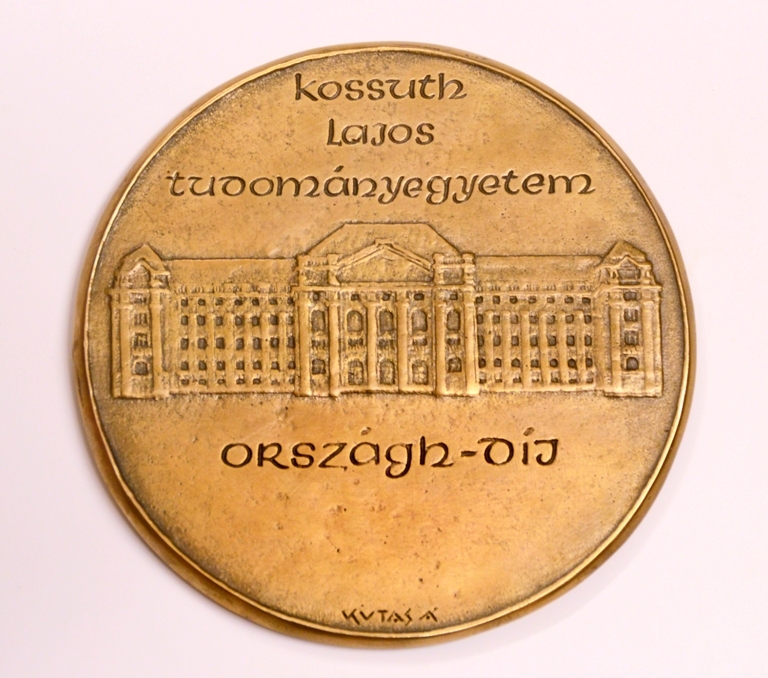 Kossuth
Lajos
tudományegyetem
ORSZÁgh-DÍJ
KUTAS Á